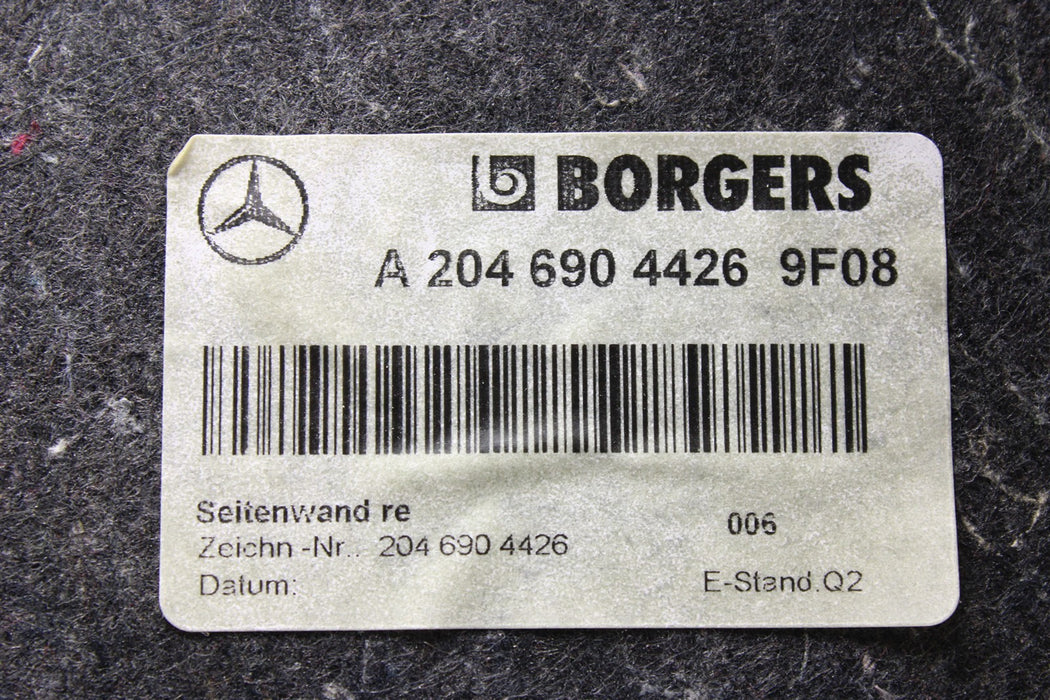 BORGERS
A 204 690 4426 9F08
Seitenwand re
006
Zeichn.-Nr.: 204 690 4426
Datum:
E-Stand:Q2